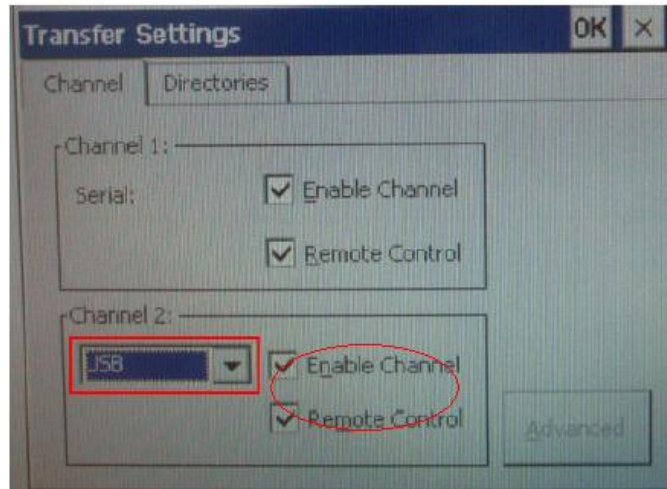 Transfer Settings OK ×
Channel Directories
Channel 1:
Serial: Enable Channel
Remote Control
Channel 2:
USB Enable Channel
Remote Control
Advanced